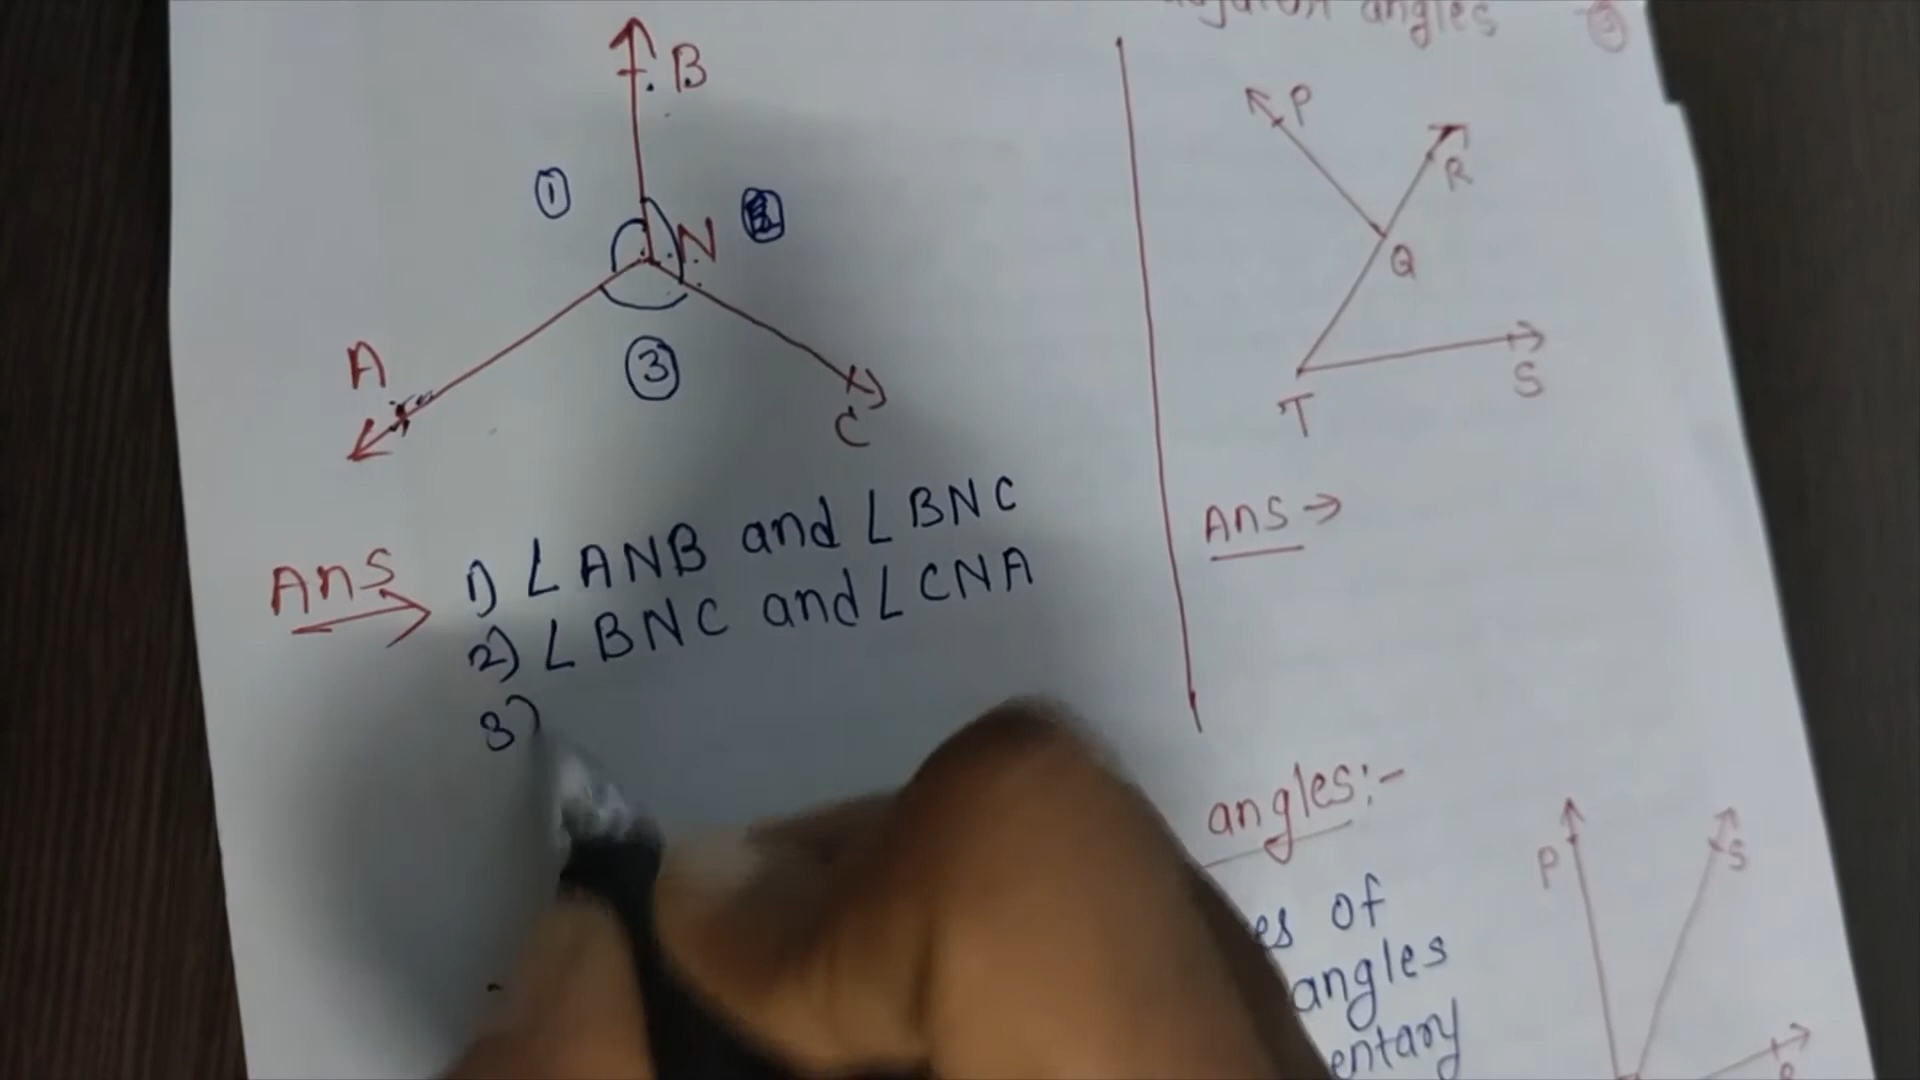 B
①
N
A
③
C
Ans 1) ∠ANB and ∠BNC
2) ∠BNC and ∠CNA
3)
angles
P
R
Q
S
T
Ans →
angles:-
es of
angles
entary
P
S